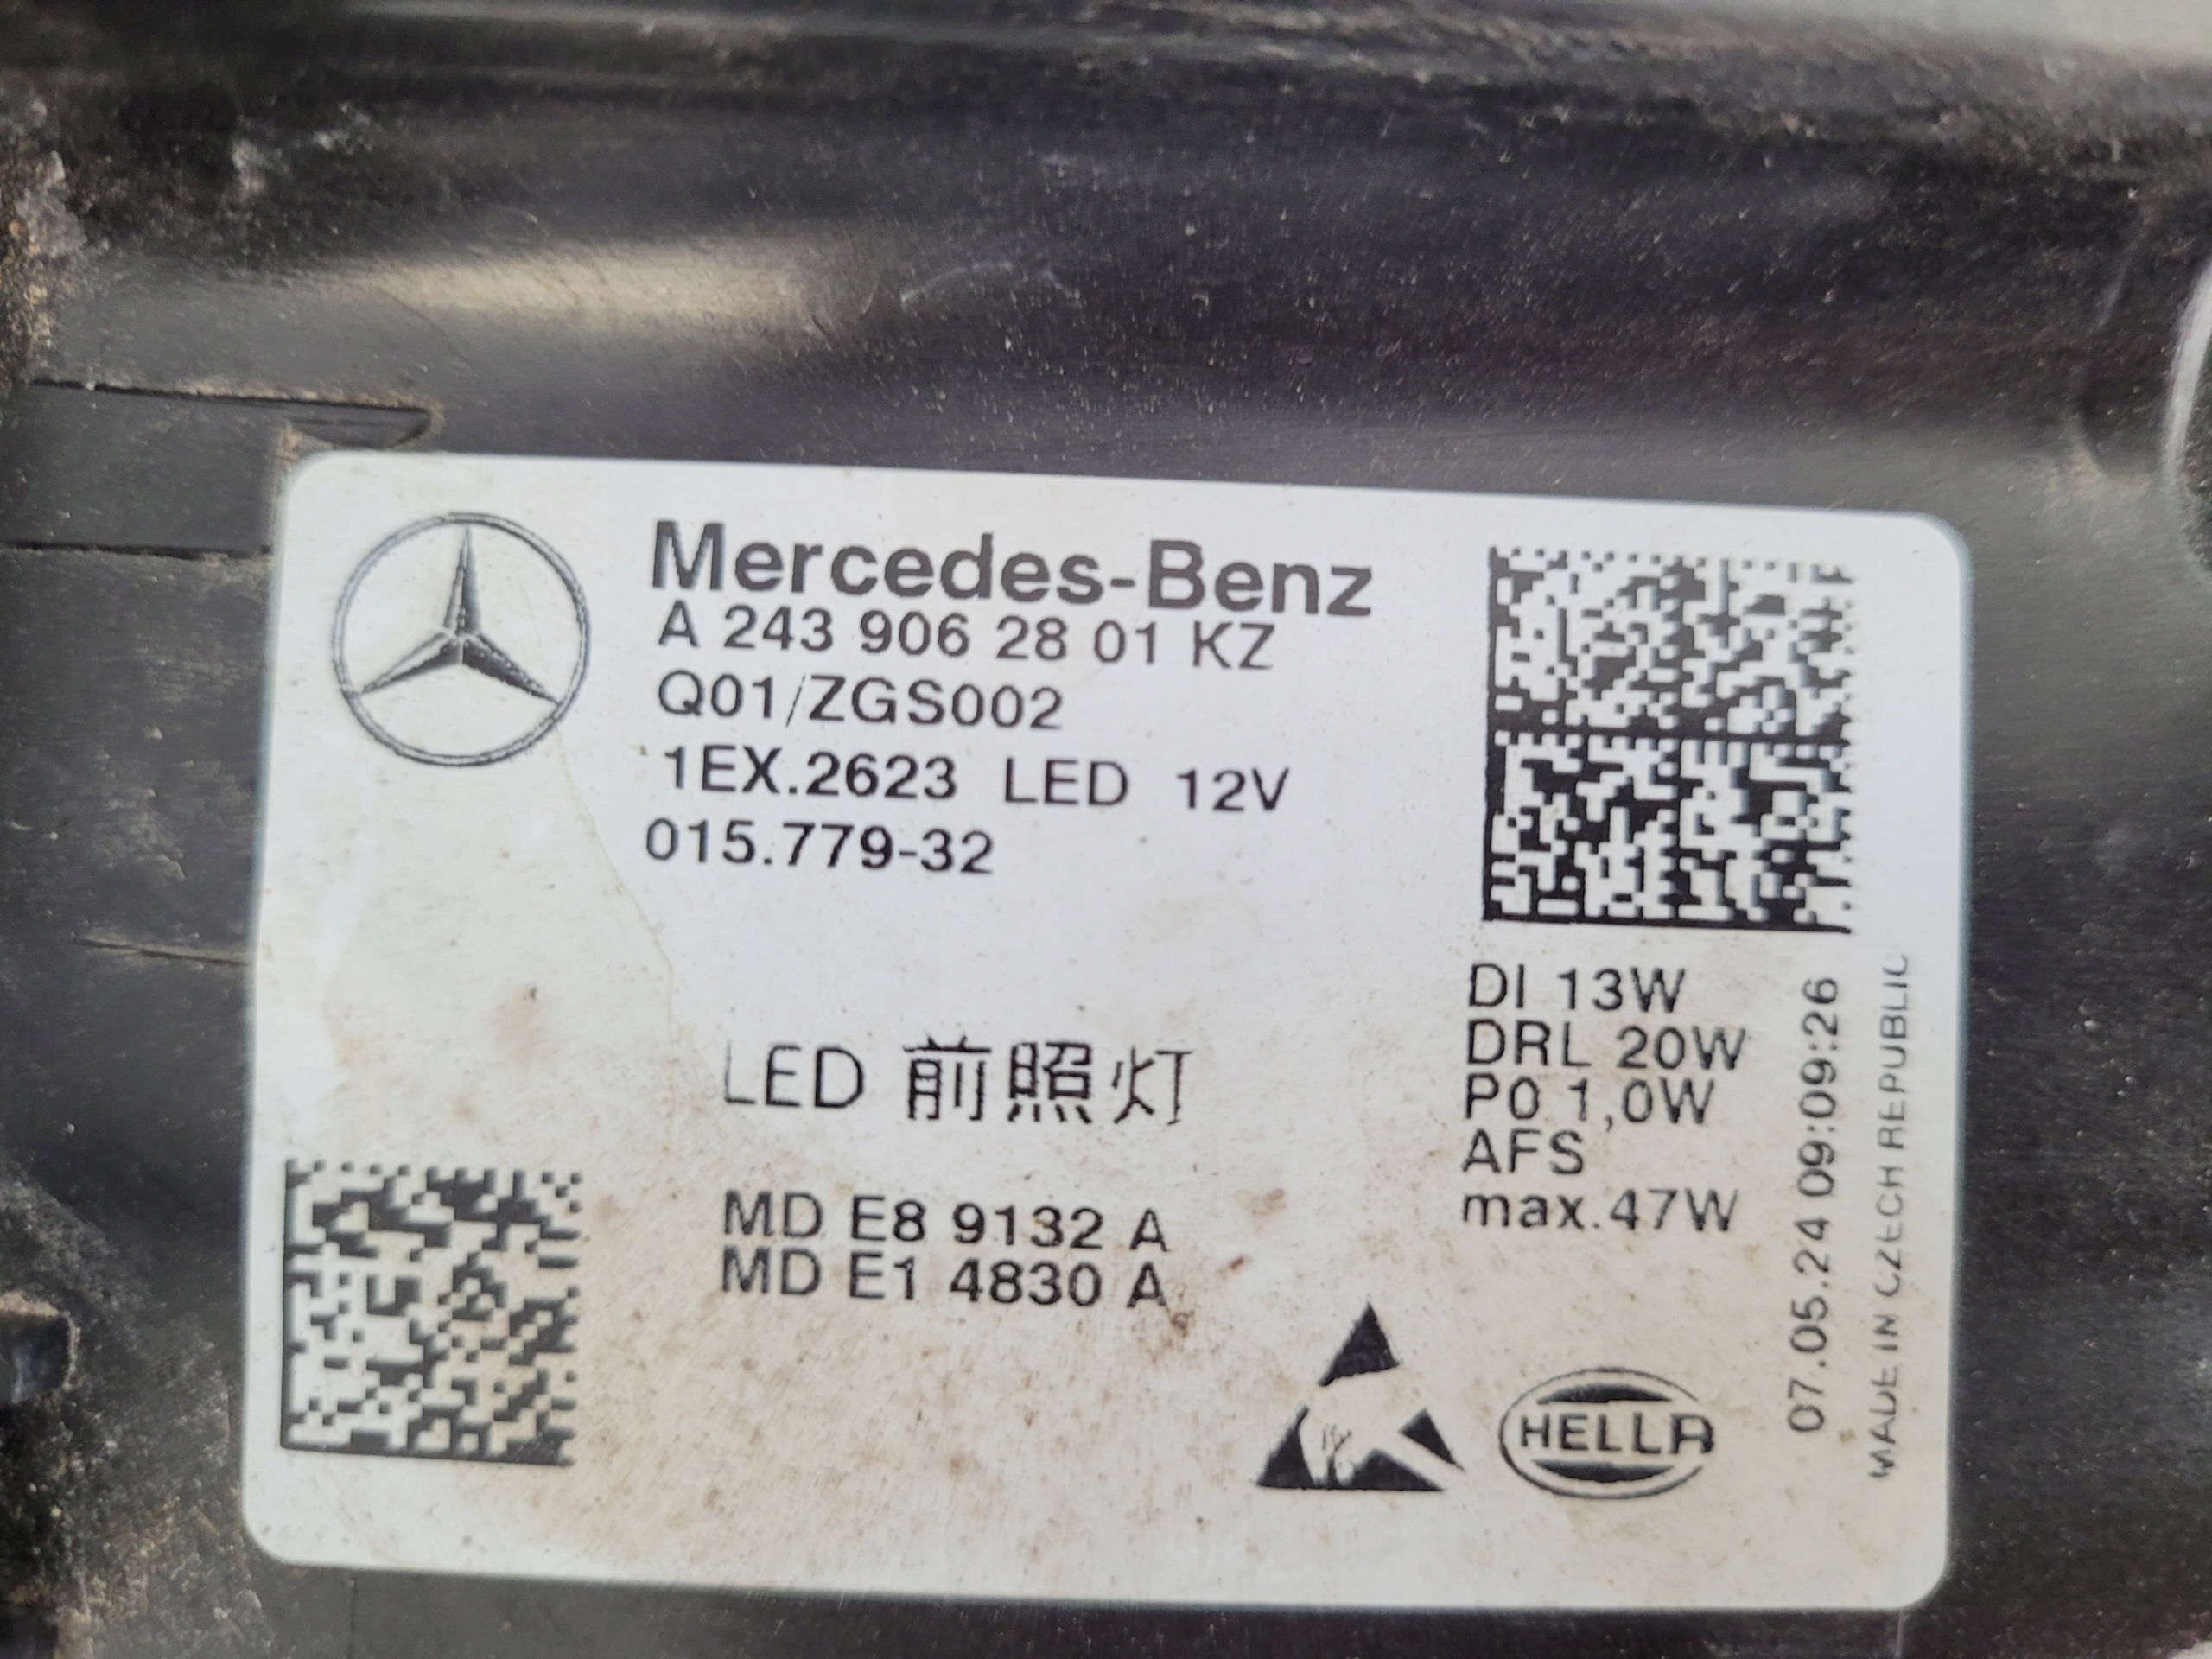 Mercedes-Benz
A 243 906 28 01 KZ
Q01/ZGS002
1EX.2623 LED 12V
015.779-32
LED 前照灯
MD E8 9132 A
MD E1 4830 A
DI 13W
DRL 20W
P0 1,0W
AFS
max.47W
HELLA
07.05.24 09:09:26
MADE IN CZECH REPUBLIC